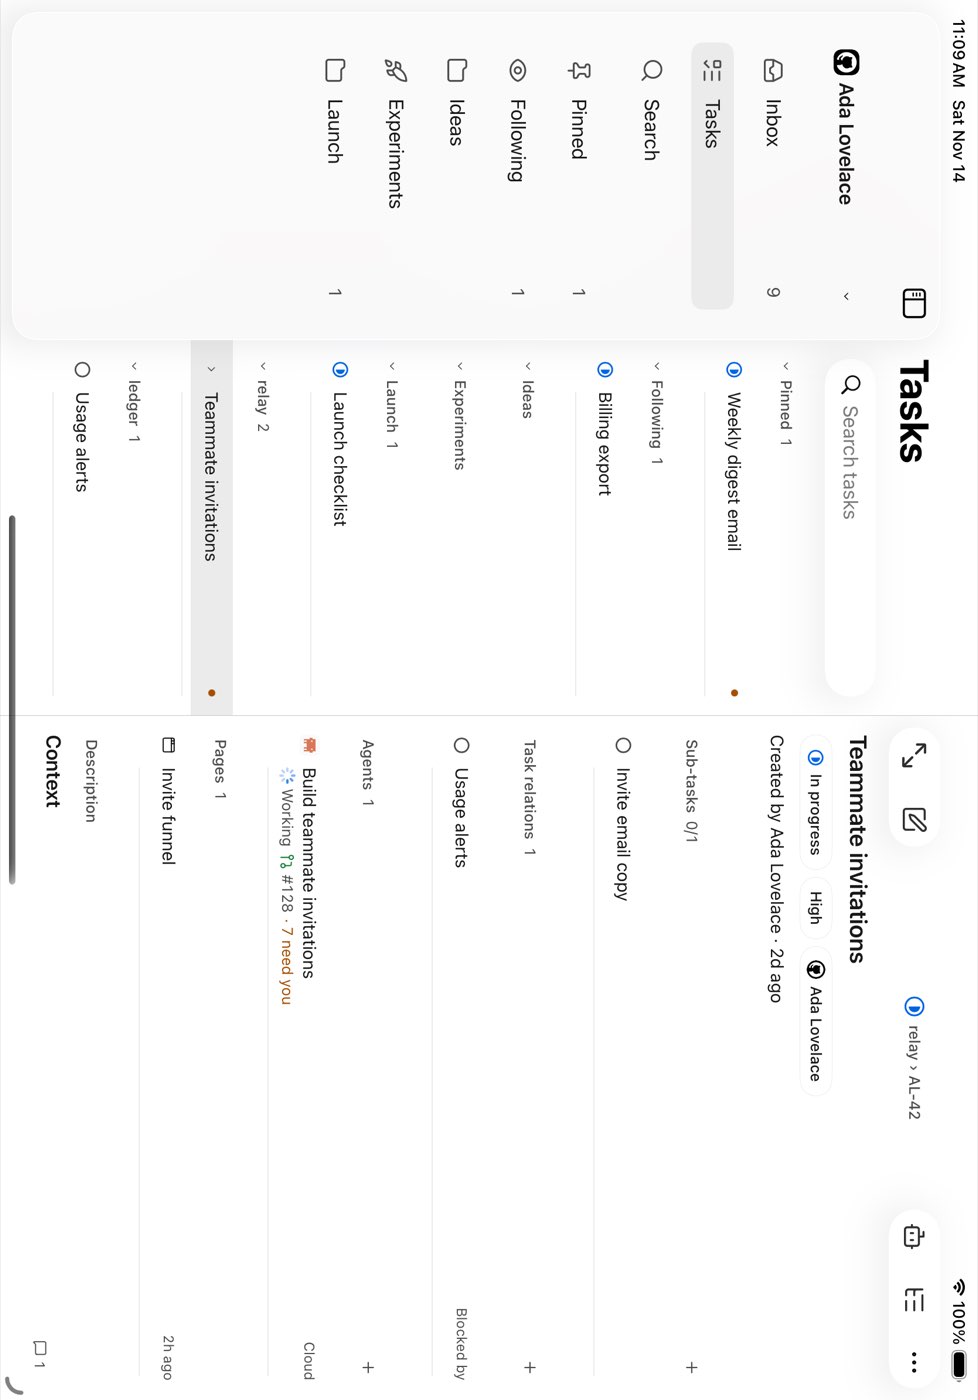 11:09 AM Sat Nov 14
100%
Ada Lovelace
Inbox 9
Tasks
Search
Pinned 1
Following 1
Ideas
Experiments
Launch 1
Tasks
Search tasks
Pinned 1
Weekly digest email
Following 1
Billing export
Ideas
Experiments
Launch 1
Launch checklist
relay 2
Teammate invitations
ledger 1
Usage alerts
relay › AL-42
Teammate invitations
In progress High Ada Lovelace
Created by Ada Lovelace · 2d ago
Sub-tasks 0/1
Invite email copy
Task relations 1
Usage alerts Blocked by
Agents 1
Build teammate invitations Cloud
Working #128 · 7 need you
Pages 1
Invite funnel 2h ago
Description
Context
1